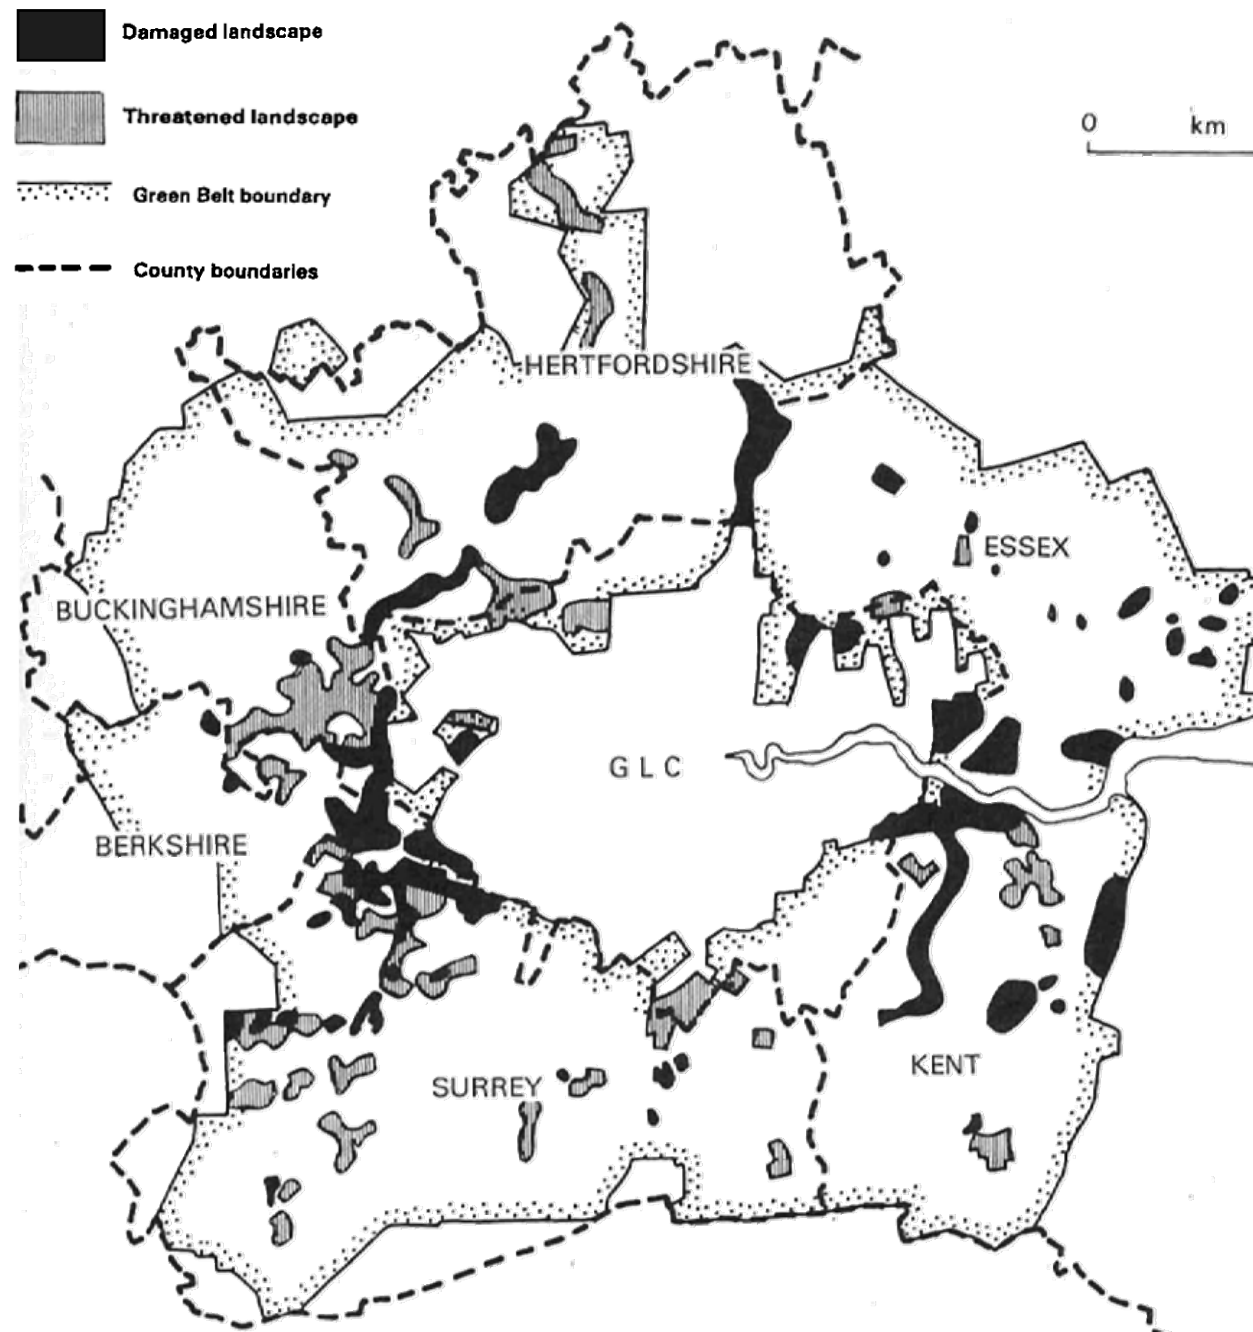 Damaged landscape
Threatened landscape
Green Belt boundary
County boundaries
0 km
HERTFORDSHIRE
ESSEX
BUCKINGHAMSHIRE
GLC
BERKSHIRE
KENT
SURREY